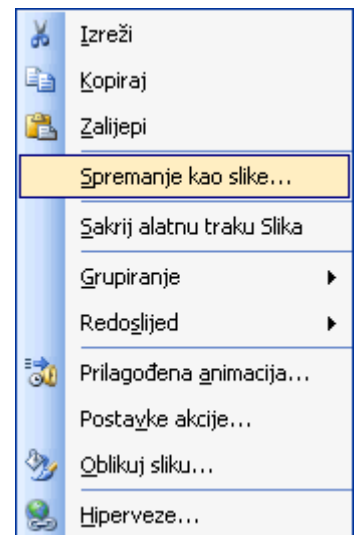 Izreži
Kopiraj
Zalijepi
Spremanje kao slike...
Sakrij alatnu traku Slika
Grupiranje
Redoslijed
Prilagođena animacija...
Postavke akcije...
Oblikuj sliku...
Hiperveze...